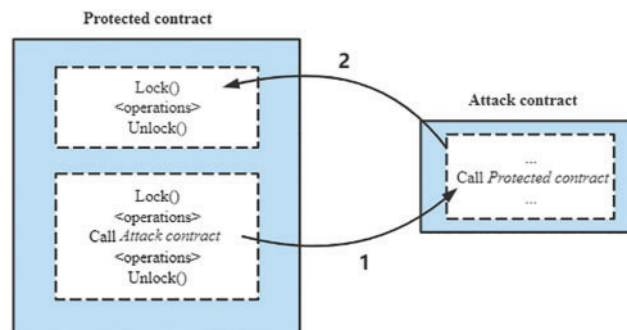 Protected contract
Lock()
<operations>
Unlock()
Lock()
<operations>
Call Attack contract
<operations>
Unlock()
2
1
Attack contract
...
Call Protected contract
...